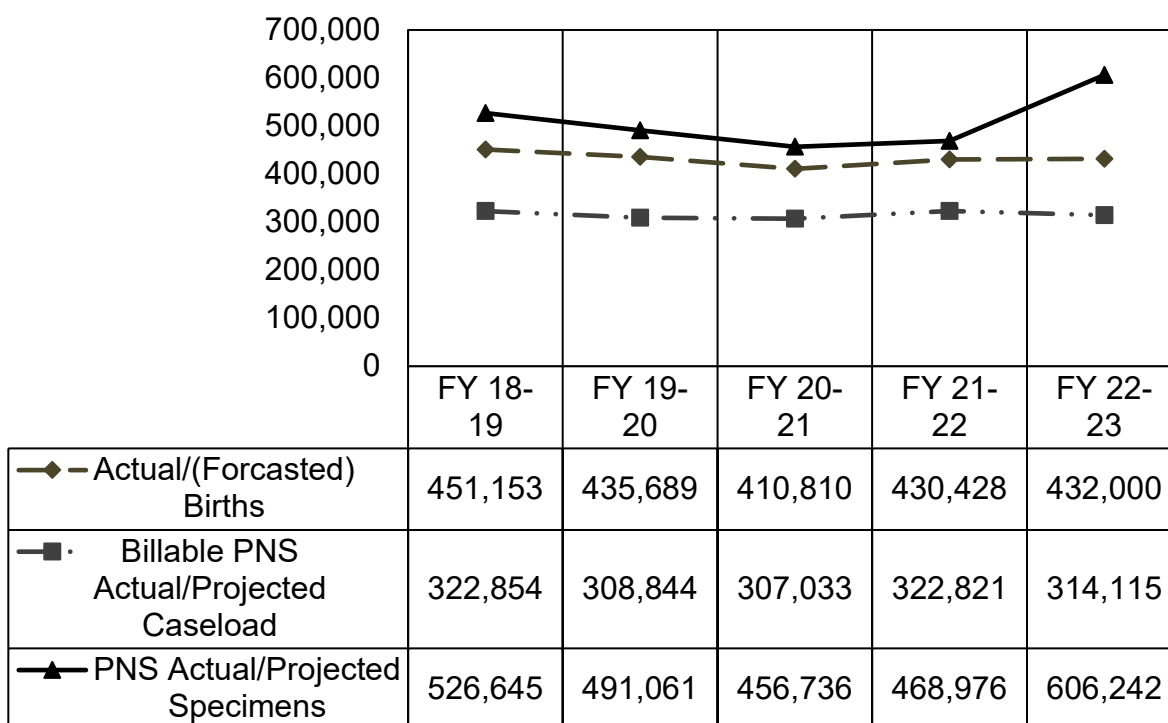 700,000
600,000
500,000
400,000
300,000
200,000
100,000
0
FY 18-
19
FY 19-
20
FY 20-
21
FY 21-
22
FY 22-
23
Actual/(Forcasted)
Births
451,153 435,689 410,810 430,428 432,000
Billable PNS
Actual/Projected
Caseload
322,854 308,844 307,033 322,821 314,115
PNS Actual/Projected
Specimens
526,645 491,061 456,736 468,976 606,242